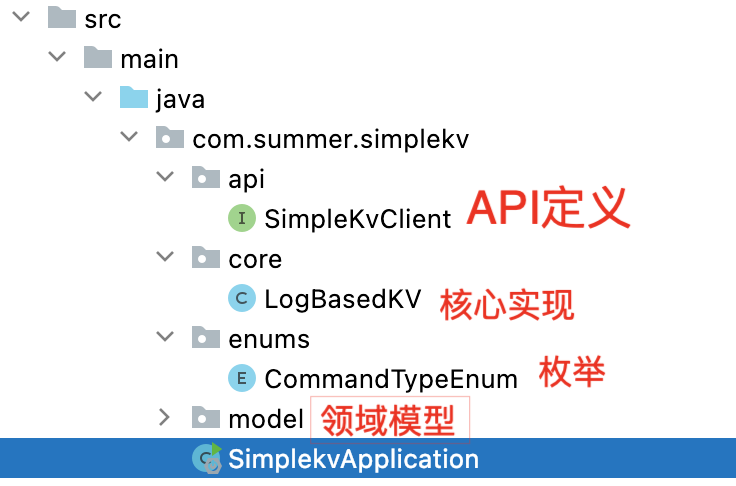 src
main
java
com.summer.simplekv
api
I SimpleKvClient API定义
core
C LogBasedKV 核心实现
enums
E CommandTypeEnum 枚举
model 领域模型
C SimplekvApplication